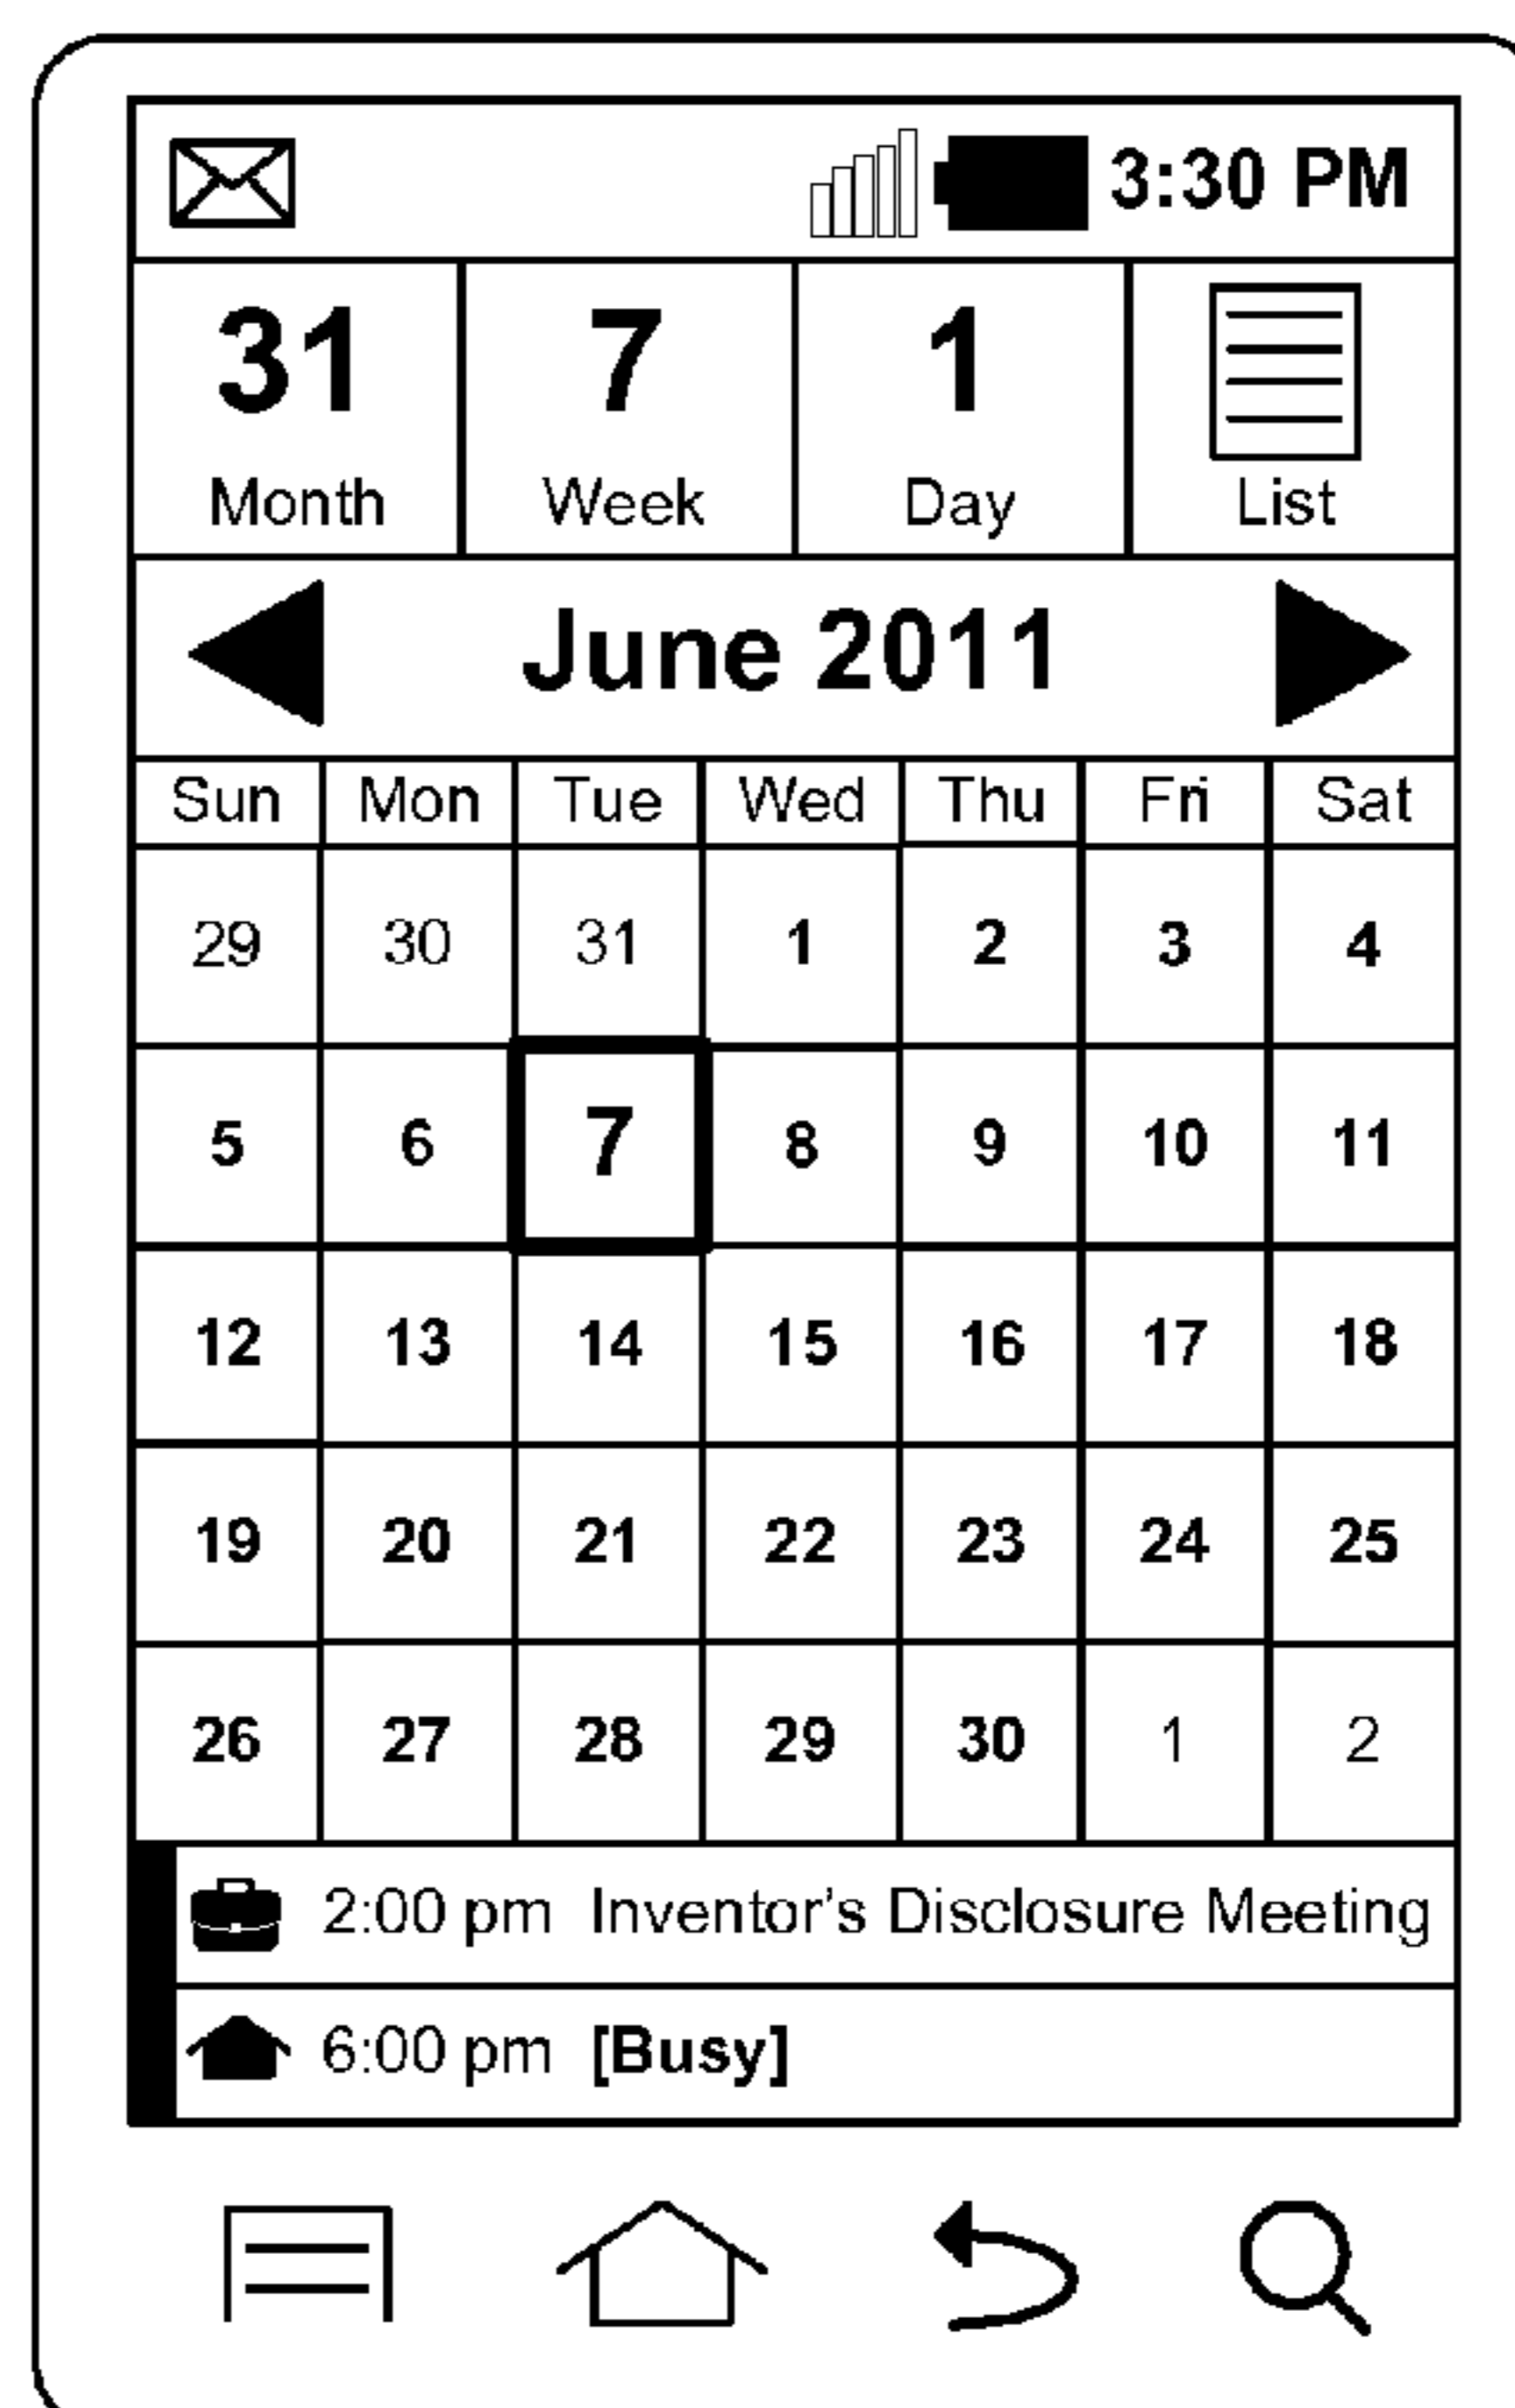 3:30 PM
31 7 1
Month Week Day List
June 2011
Sun Mon Tue Wed Thu Fri Sat
29 30 31 1 2 3 4
5 6 7 8 9 10 11
12 13 14 15 16 17 18
19 20 21 22 23 24 25
26 27 28 29 30 1 2
2:00 pm Inventor's Disclosure Meeting
6:00 pm [Busy]